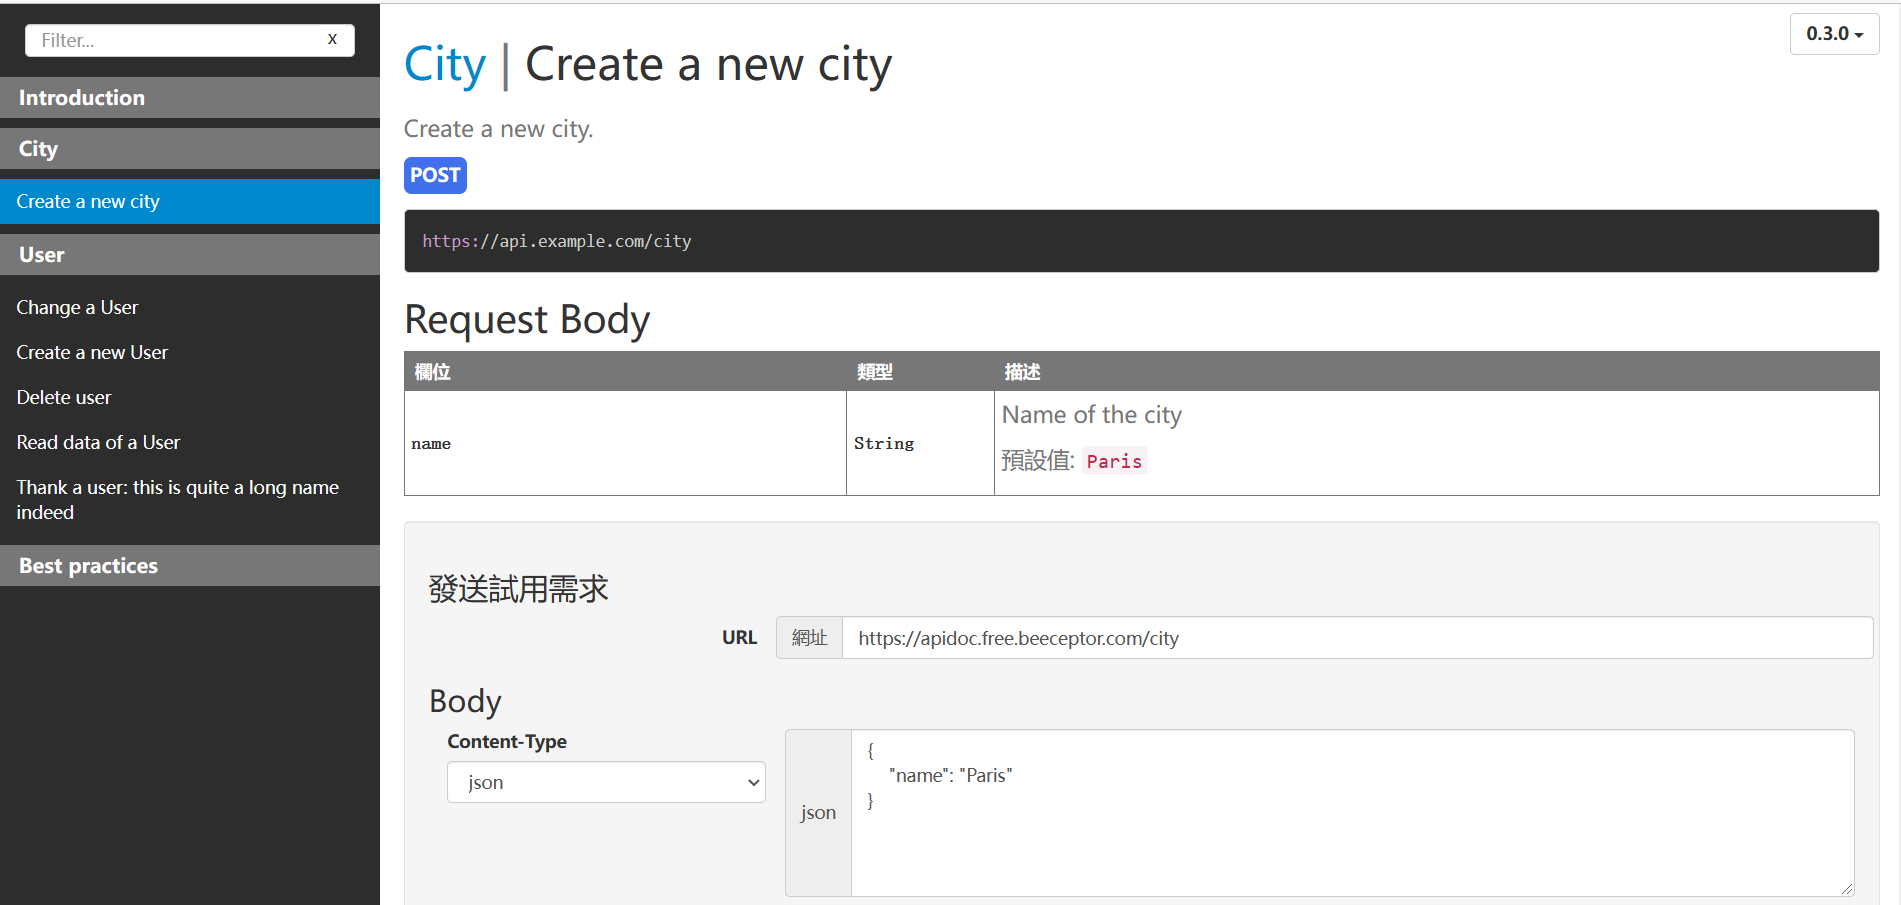 Filter...
x
Introduction
City
Create a new city
User
Change a User
Create a new User
Delete user
Read data of a User
Thank a user: this is quite a long name
indeed
Best practices
City | Create a new city
0.3.0
Create a new city.
POST
https://api.example.com/city
Request Body
欄位 類型 描述
name String Name of the city
預設值: Paris
發送試用需求
URL 網址 https://apidoc.free.beeceptor.com/city
Body
Content-Type
json
json
{
"name": "Paris"
}